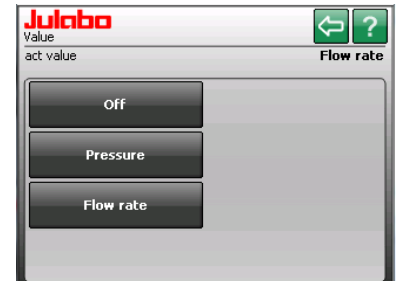 Julabo
Value
act value Flow rate
?
Off
Pressure
Flow rate